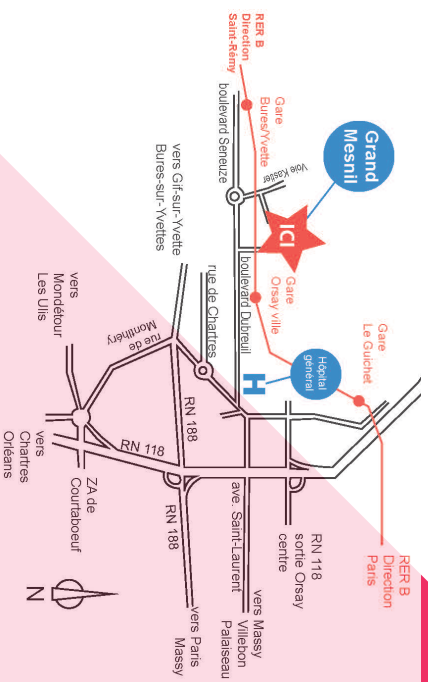 RER B
Direction
Saint-Rémy
Gare
Bures/Yvette
boulevard Seneuze
Grand
Mesnil
Voie Kastler
ICI
vers Gif-sur-Yvette
Bures-sur-Yvettes
boulevard Dubreuil
Gare
Orsay ville
rue de Chartres
Hôpital
général
H
Gare
Le Guichet
vers
Mondétour
Les Ulis
rue de
Montlhéry
RN 188
RN 118
vers
Chartres
Orléans
ZA de
Courtaboeuf
RN 188
ave. Saint-Laurent
RN 118
sortie Orsay
centre
RER B
Direction
Paris
vers Massy
Villebon
Palaiseau
vers Paris
Massy
N